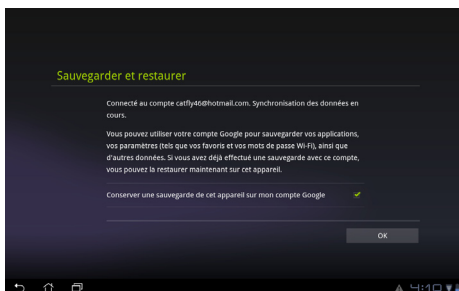 Sauvegarder et restaurer
Connecté au compte catfly46@hotmail.com. Synchronisation des données en
cours.
Vous pouvez utiliser votre compte Google pour sauvegarder vos applications,
vos paramètres (tels que vos favoris et vos mots de passe Wi-Fi), ainsi que
d'autres données. Si vous avez déjà effectué une sauvegarde avec ce compte,
vous pouvez la restaurer maintenant sur cet appareil.
Conserver une sauvegarde de cet appareil sur mon compte Google
OK
4:10